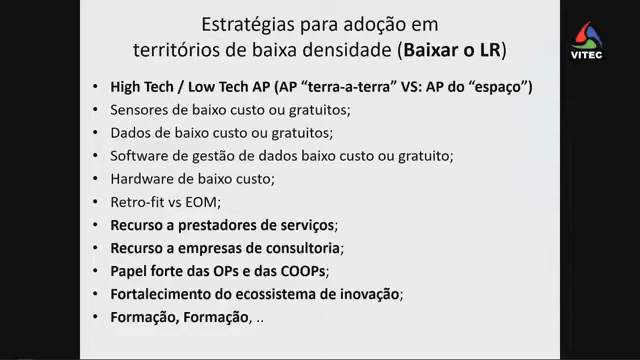 Estratégias para adoção em
territórios de baixa densidade (Baixar o LR)
VITEC
• High Tech / Low Tech AP (AP “terra-a-terra” VS: AP do “espaço”)
• Sensores de baixo custo ou gratuitos;
• Dados de baixo custo ou gratuitos;
• Software de gestão de dados baixo custo ou gratuito;
• Hardware de baixo custo;
• Retro-fit vs EOM;
• Recurso a prestadores de serviços;
• Recurso a empresas de consultoria;
• Papel forte das OPs e das COOPs;
• Fortalecimento do ecossistema de inovação;
• Formação, Formação, ..